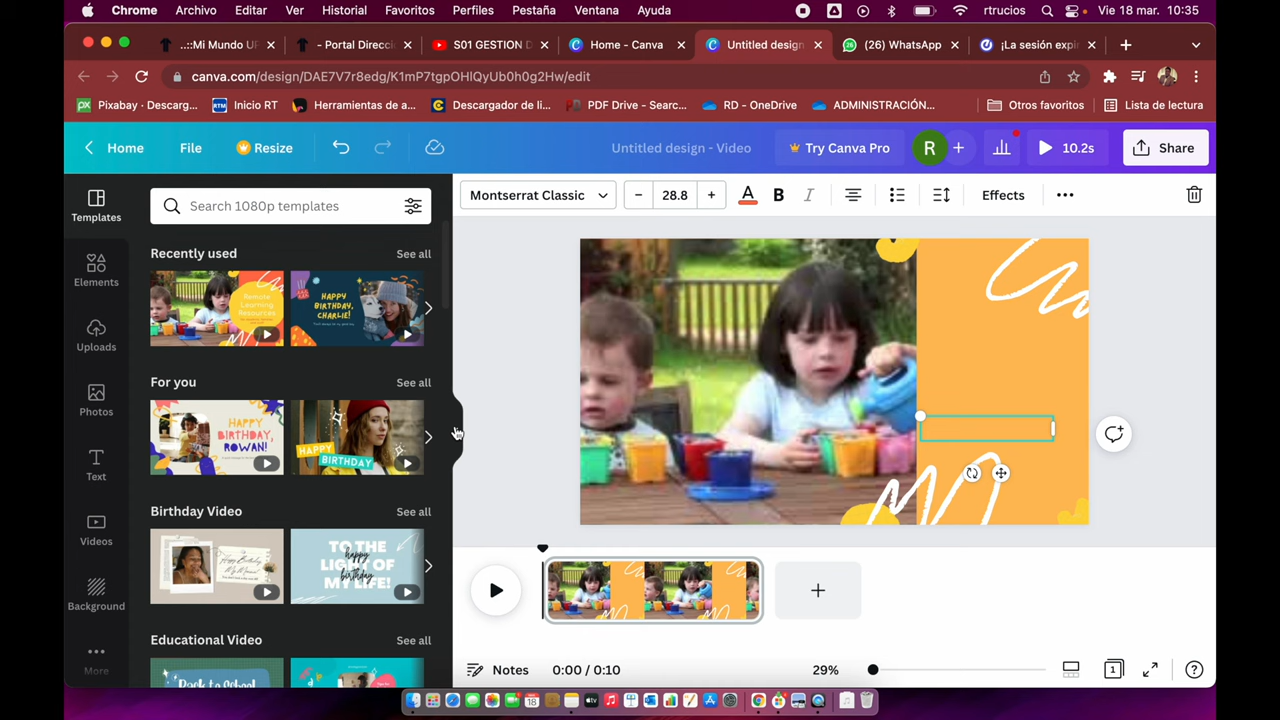 Chrome Archivo Editar Ver Historial Favoritos Perfiles Pestaña Ventana Ayuda rtrucios Vie 18 mar. 10:35
..::Mi Mundo UP - Portal Direcci S01 GESTION D Home - Canva Untitled design (26) WhatsApp ¡La sesión expi
canva.com/design/DAE7V7r8edg/K1mP7tgpOHlQyUb0h0g2Hw/edit
Pixabay · Descarg... Inicio RT Herramientas de a... Descargador de li... PDF Drive - Searc... RD - OneDrive ADMINISTRACIÓN... Otros favoritos Lista de lectura
Home File Resize Untitled design - Video Try Canva Pro R 10.2s Share
Templates
Elements
Uploads
Photos
Text
Videos
Background
More
Search 1080p templates
Recently used See all
Remote
Learning
Resources
HAPPY
BIRTHDAY,
CHARLIE!
For you See all
HAPPY
BIRTHDAY,
ROWAN!
HAPPY
BIRTHDAY
Birthday Video See all
TO THE
happy
LIGHT OF
birthday
MY LIFE!
Educational Video See all
Back to School
Montserrat Classic 28.8 A B I Effects
Notes 0:00 / 0:10 29% 1